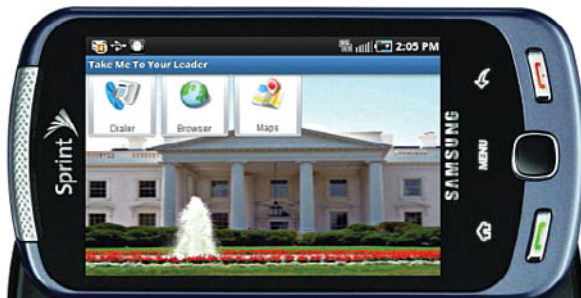 2:05 PM
Take Me To Your Leader
Dialer
Browser
Maps
Sprint
SAMSUNG
MENU